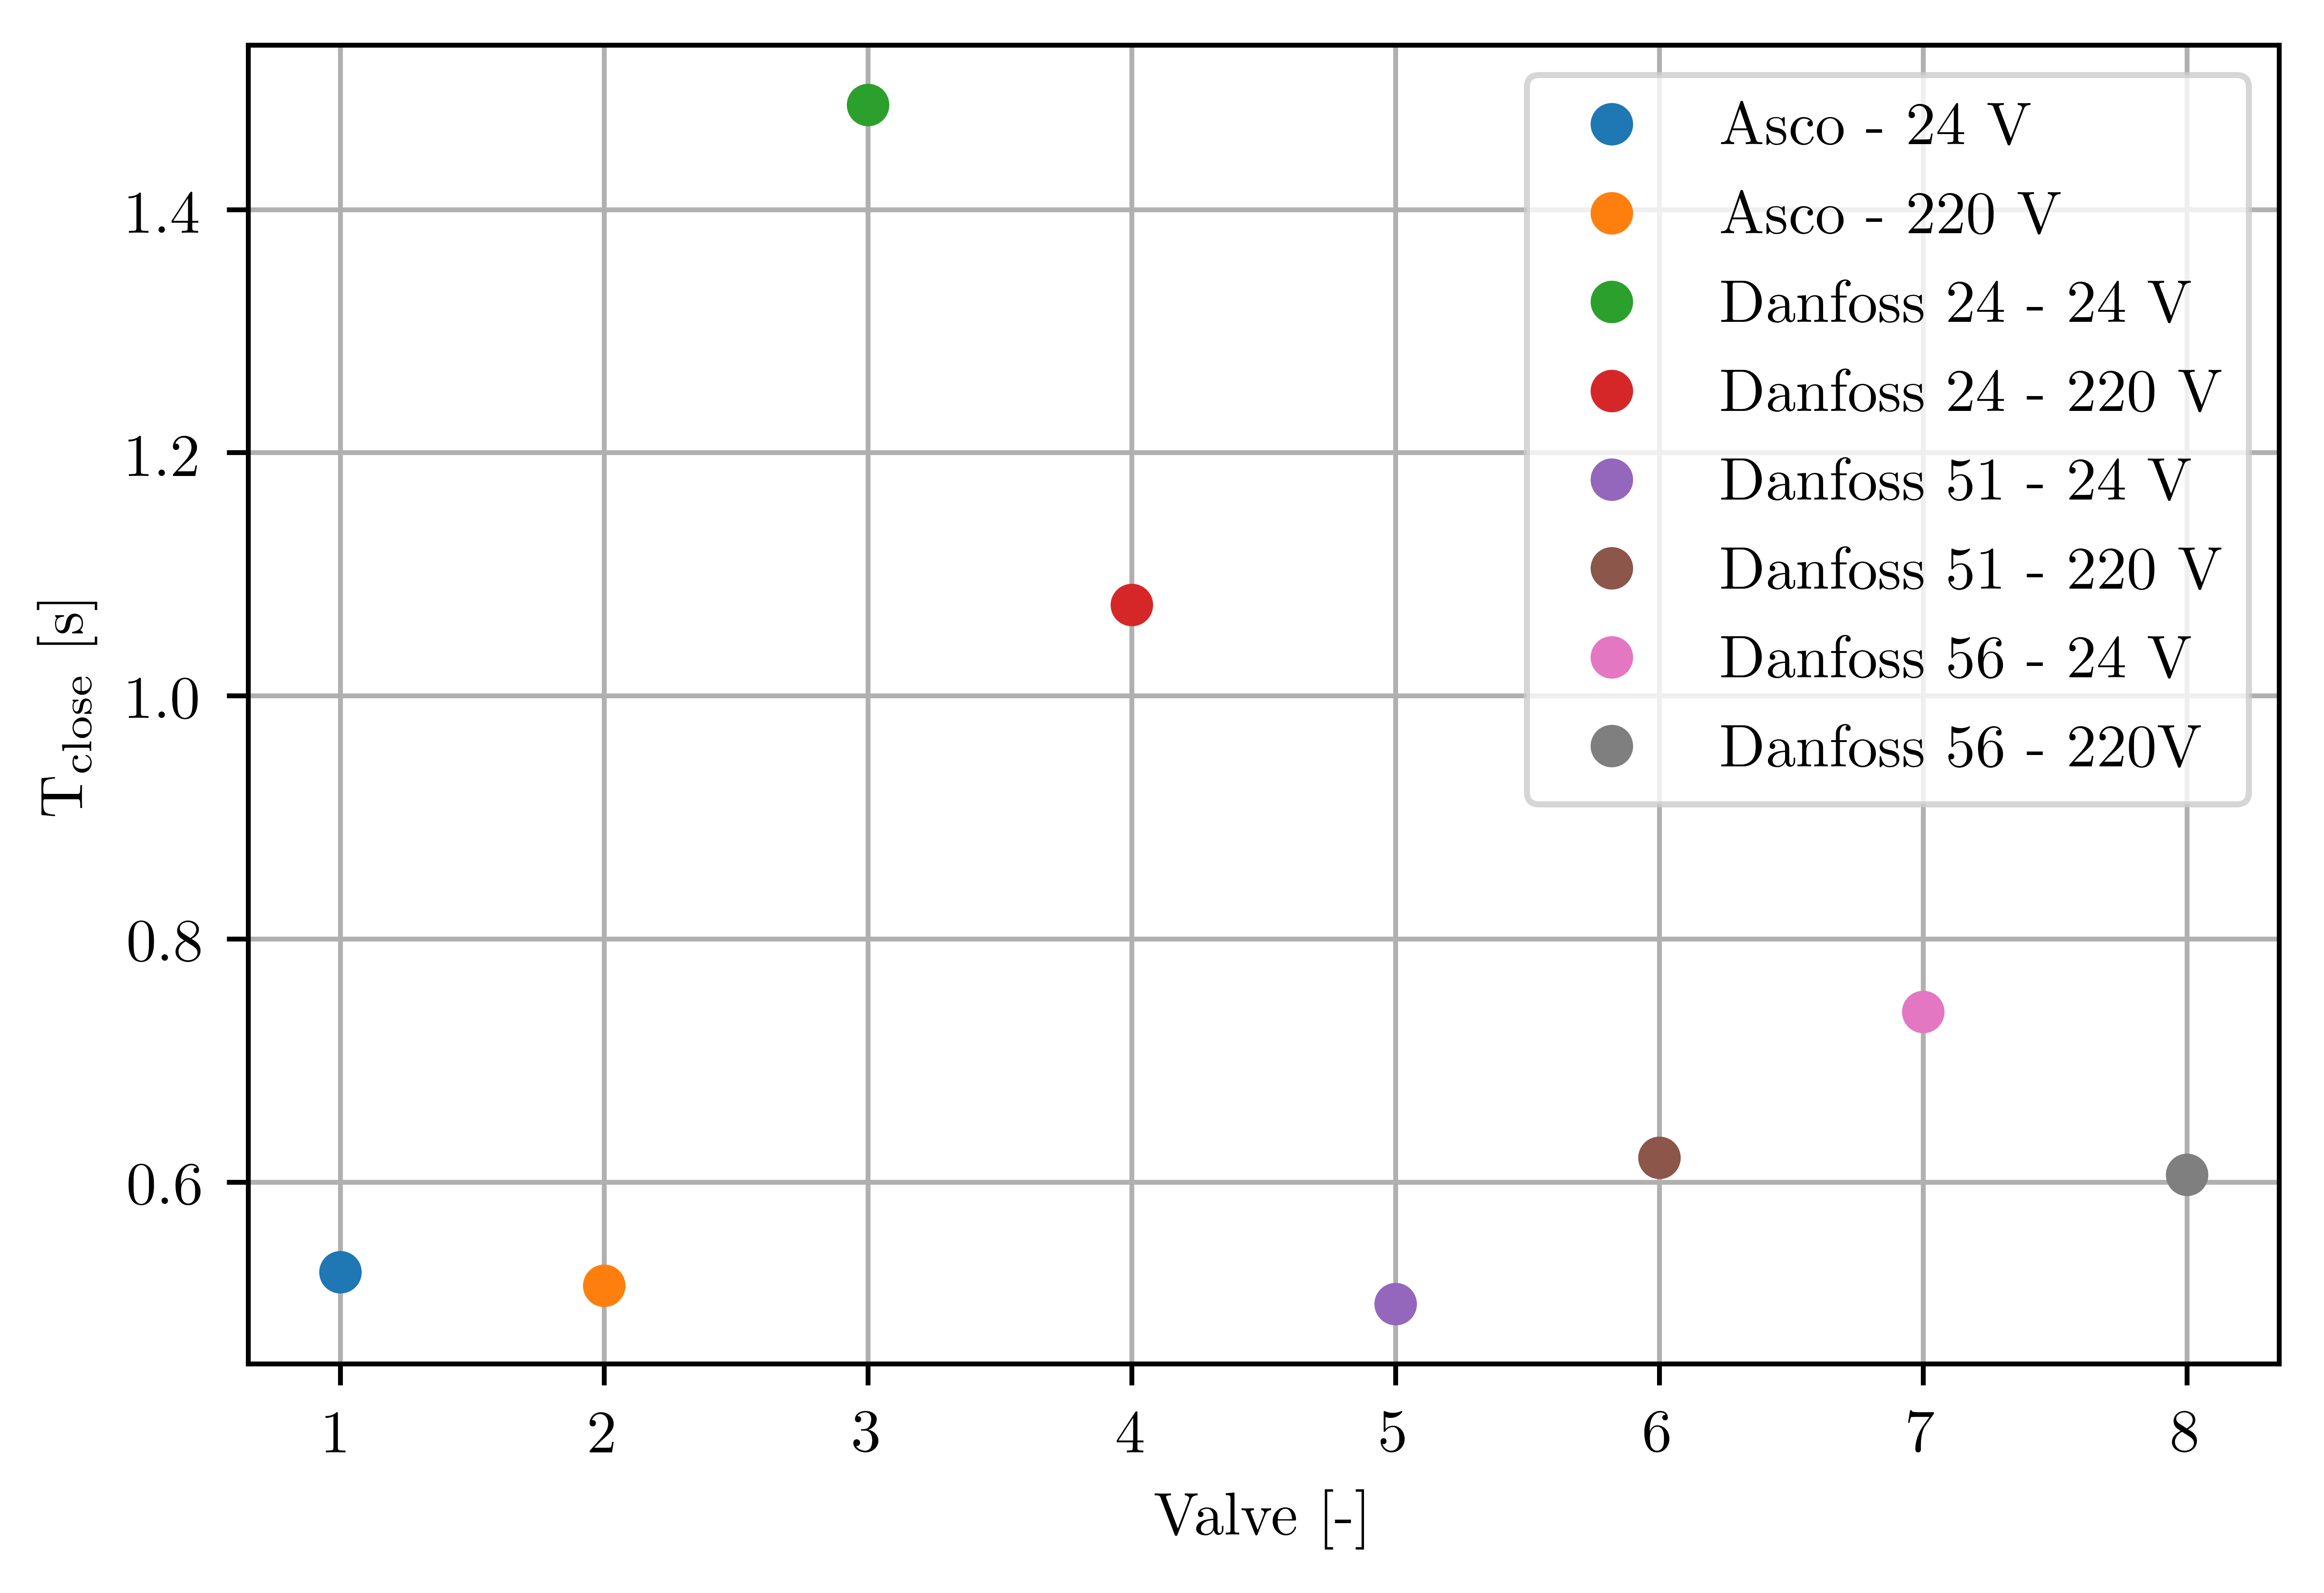 Asco - 24 V
Asco - 220 V
Danfoss 24 - 24 V
Danfoss 24 - 220 V
Danfoss 51 - 24 V
Danfoss 51 - 220 V
Danfoss 56 - 24 V
Danfoss 56 - 220V
T_close [s]
1.4
1.2
1.0
0.8
0.6
1 2 3 4 5 6 7 8
Valve [-]